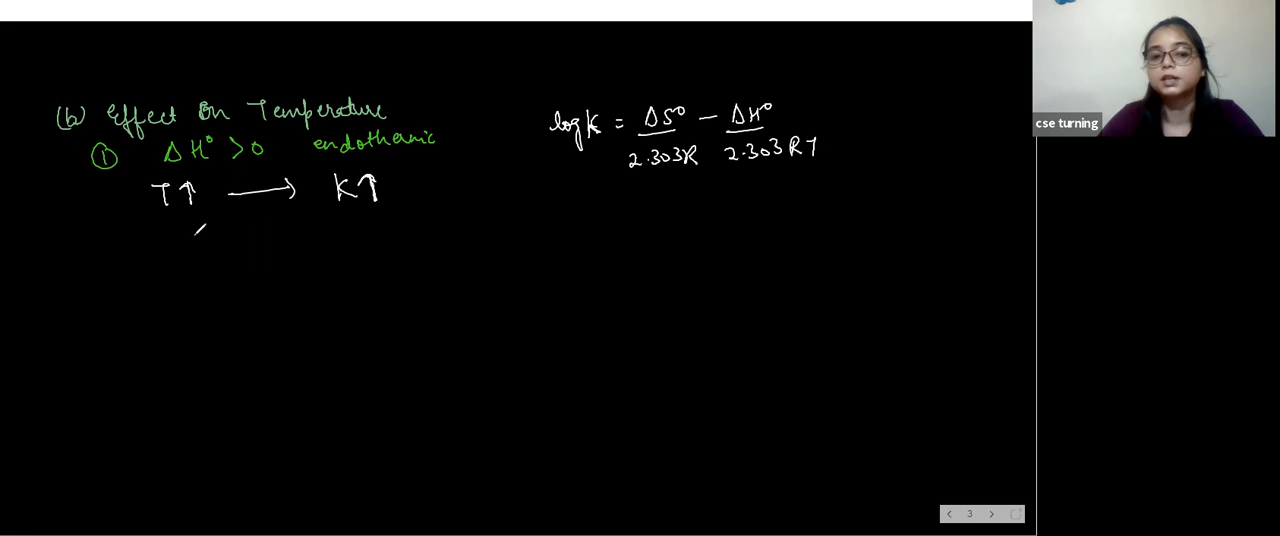 (b) Effect On Temperature
① ΔH° > 0 endothermic
T↑ ⟶ K↑
log K = ΔS° / 2.303R − ΔH° / 2.303RT
cse turning
3